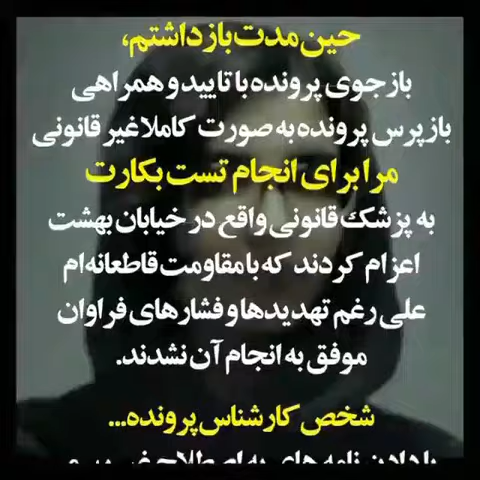 حین مدت بازداشتم،
بازجوی پرونده با تایید و همراهی
بازپرس پرونده به صورت کاملا غیر قانونی
مرا برای انجام تست بکارت
به پزشک قانونی واقع در خیابان بهشت
اعزام کردند که با مقاومت قاطعانه‌ام
علی رغم تهدیدها و فشارهای فراوان
موفق به انجام آن نشدند.
شخص کارشناس پرونده...